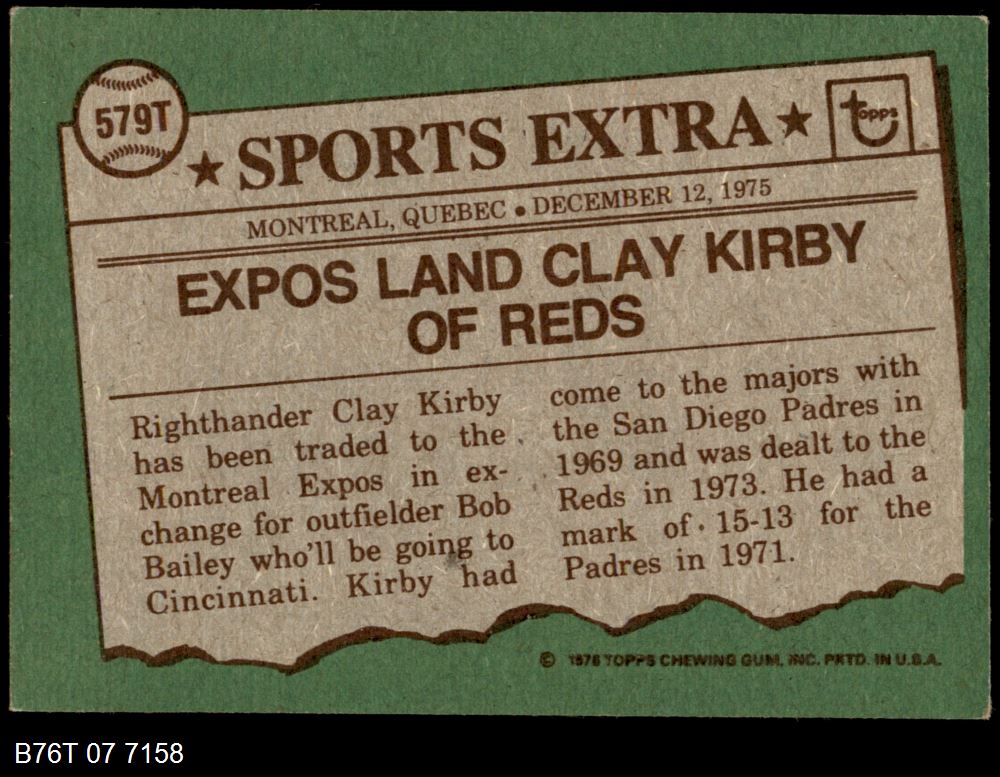 579T
★ SPORTS EXTRA ★
topps
MONTREAL, QUEBEC • DECEMBER 12, 1975
EXPOS LAND CLAY KIRBY
OF REDS
Righthander Clay Kirby
has been traded to the
Montreal Expos in ex-
change for outfielder Bob
Bailey who'll be going to
Cincinnati. Kirby had
come to the majors with
the San Diego Padres in
1969 and was dealt to the
Reds in 1973. He had a
mark of 15-13 for the
Padres in 1971.
© 1976 TOPPS CHEWING GUM, INC. PRTD. IN U.S.A.
B76T 07 7158